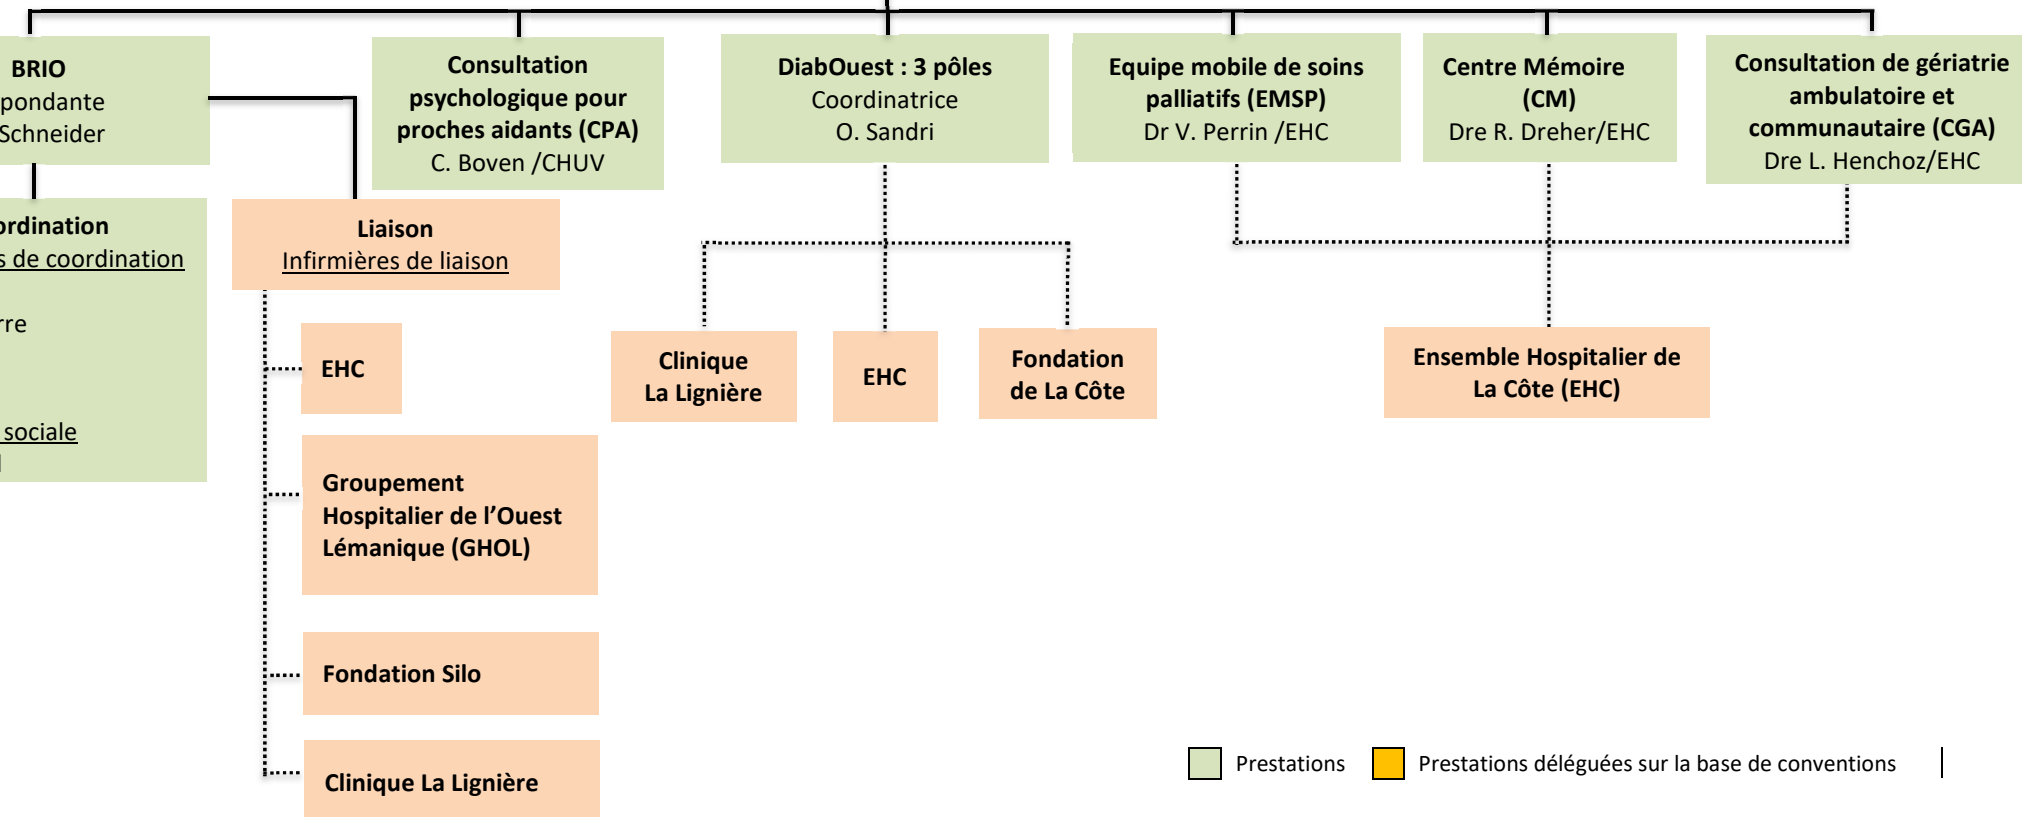 BRIO
pondante
Schneider
Consultation
psychologique pour
proches aidants (CPA)
C. Boven /CHUV
DiabOuest : 3 pôles
Coordinatrice
O. Sandri
Equipe mobile de soins
palliatifs (EMSP)
Dr V. Perrin /EHC
Centre Mémoire
(CM)
Dre R. Dreher/EHC
Consultation de gériatrie
ambulatoire et
communautaire (CGA)
Dre L. Henchoz/EHC
ordination
s de coordination
rre
sociale
Liaison
Infirmières de liaison
EHC
Groupement
Hospitalier de l’Ouest
Lémanique (GHOL)
Fondation Silo
Clinique La Lignière
Clinique
La Lignière
EHC
Fondation
de La Côte
Ensemble Hospitalier de
La Côte (EHC)
Prestations
Prestations déléguées sur la base de conventions